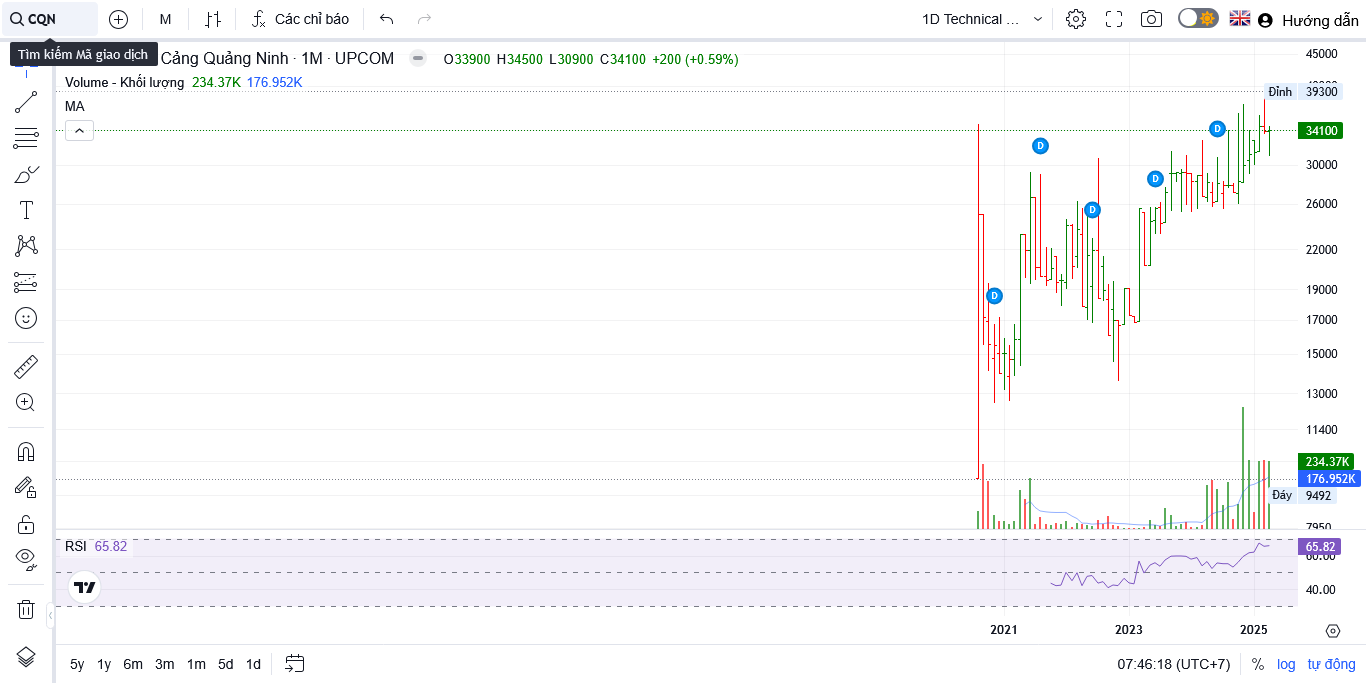 CQN
M
Các chỉ báo
1D Technical ...
Hướng dẫn
Tìm kiếm Mã giao dịch
Cảng Quảng Ninh · 1M · UPCOM
O33900 H34500 L30900 C34100 +200 (+0.59%)
Volume - Khối lượng 234.37K 176.952K
MA
45000
Đỉnh 39300
34100
30000
26000
22000
19000
17000
15000
13000
11400
234.37K
176.952K
Đáy 9492
7950
D
D
D
D
D
RSI 65.82
65.82
60.00
40.00
2021
2023
2025
5y 1y 6m 3m 1m 5d 1d
07:46:18 (UTC+7)
% log tự động